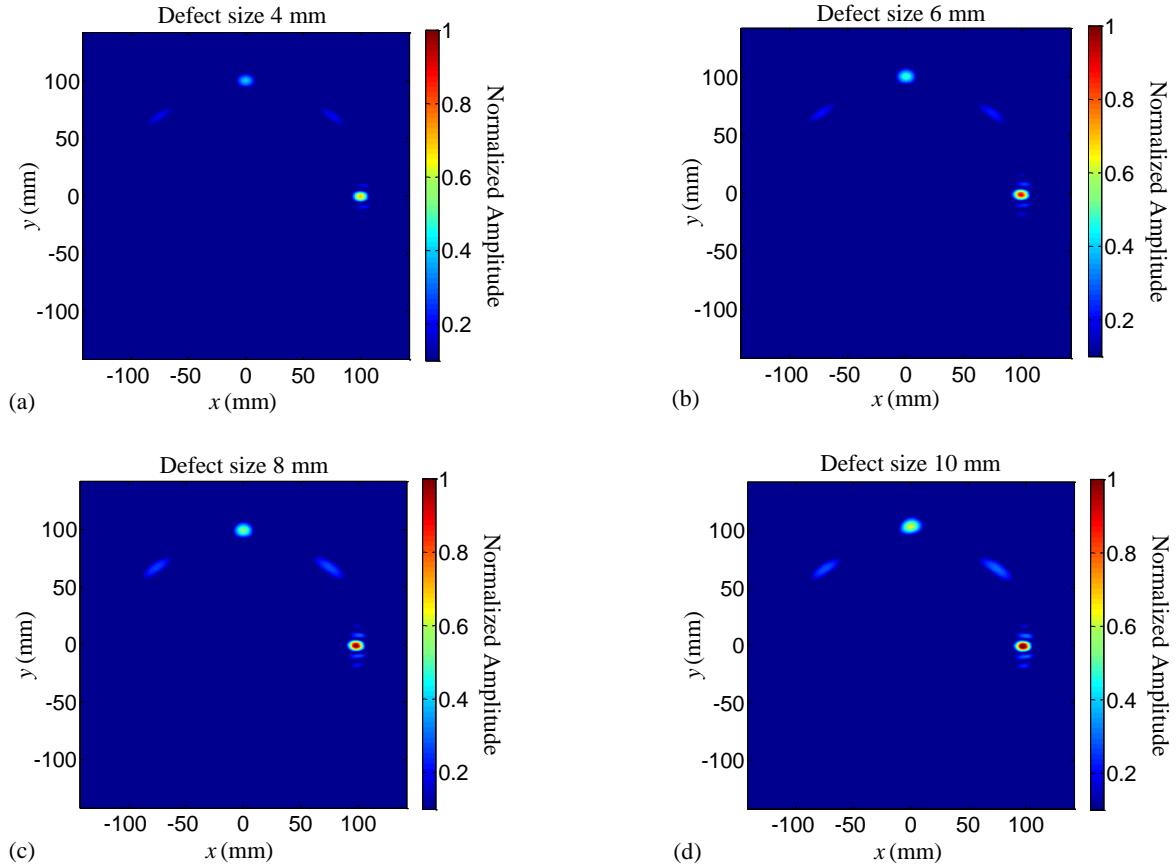 Defect size 4 mm
1
0.8
0.6
0.4
0.2
Normalized Amplitude
100
50
0
-50
-100
y (mm)
-100 -50 0 50 100
x (mm)
(a)
Defect size 6 mm
1
0.8
0.6
0.4
0.2
Normalized Amplitude
100
50
0
-50
-100
y (mm)
-100 -50 0 50 100
x (mm)
(b)
Defect size 8 mm
1
0.8
0.6
0.4
0.2
Normalized Amplitude
100
50
0
-50
-100
y (mm)
-100 -50 0 50 100
x (mm)
(c)
Defect size 10 mm
1
0.8
0.6
0.4
0.2
Normalized Amplitude
100
50
0
-50
-100
y (mm)
-100 -50 0 50 100
x (mm)
(d)